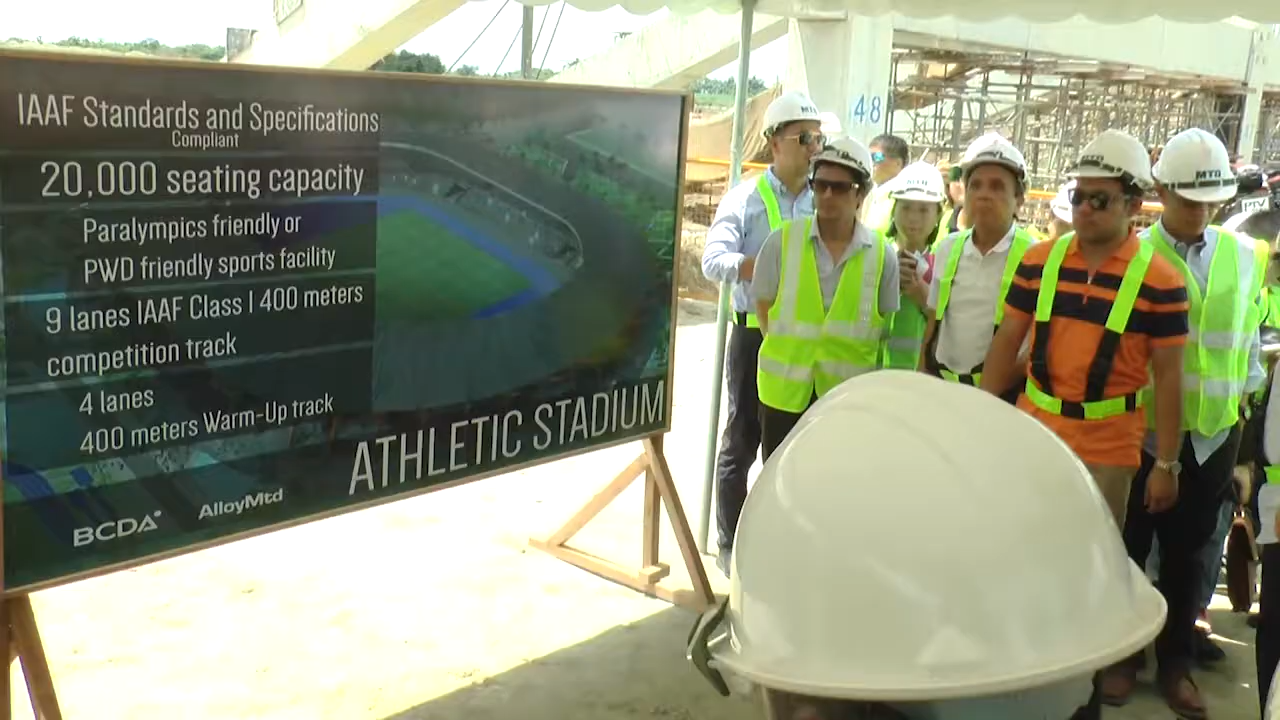 IAAF Standards and Specifications
Compliant
20,000 seating capacity
Paralympics friendly or
PWD friendly sports facility
9 lanes IAAF Class I 400 meters
competition track
4 lanes
400 meters Warm-Up track
ATHLETIC STADIUM
BCDA
AlloyMtd
48
MTD
PTV